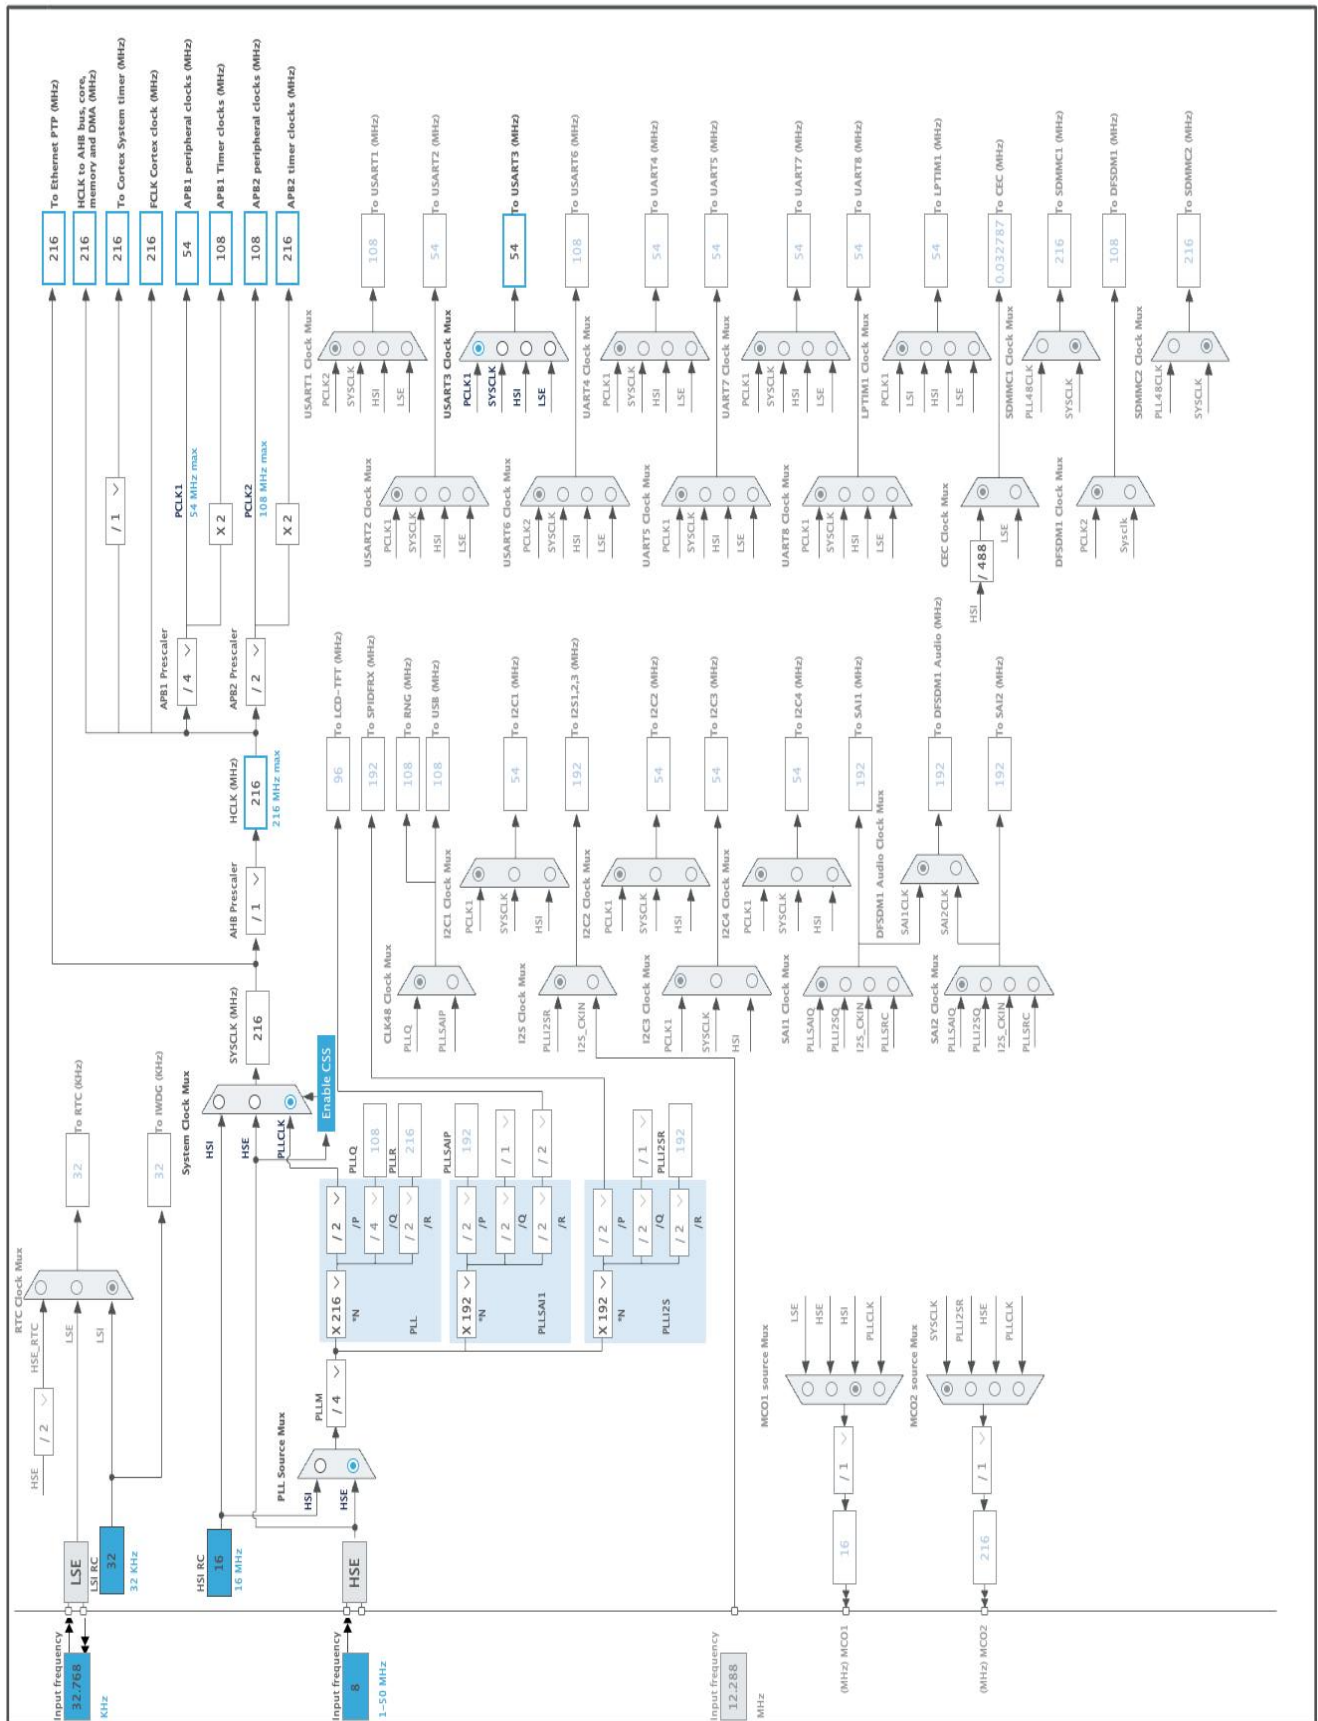 Input frequency
32.768
KHz
LSE
LSI RC
32
32 KHz
HSE
/ 2
HSE_RTC
LSE
LSI
RTC Clock Mux
32
To RTC (KHz)
32
To IWDG (KHz)
HSI RC
16
16 MHz
Input frequency
8
1-50 MHz
HSE
PLL Source Mux
HSI
HSE
PLLM
/ 4
X 216
*N
PLL
/ 2
/P
/ 4
/Q
/ 2
/R
PLLQ
108
PLLR
216
X 192
*N
PLLSAI1
/ 2
/P
/ 2
/Q
/ 2
/R
PLLSAIP
192
/ 1
/ 2
X 192
*N
PLLI2S
/ 2
/P
/ 2
/Q
/ 2
/R
/ 1
PLLI2SR
192
System Clock Mux
HSI
HSE
PLLCLK
Enable CSS
SYSCLK (MHz)
216
AHB Prescaler
/ 1
HCLK (MHz)
216
216 MHz max
APB1 Prescaler
/ 4
APB2 Prescaler
/ 2
/ 1
PCLK1
54 MHz max
X 2
PCLK2
108 MHz max
X 2
216
To Ethernet PTP (MHz)
216
HCLK to AHB bus, core,
memory and DMA (MHz)
216
To Cortex System timer (MHz)
216
FCLK Cortex clock (MHz)
54
APB1 peripheral clocks (MHz)
108
APB1 Timer clocks (MHz)
108
APB2 peripheral clocks (MHz)
216
APB2 timer clocks (MHz)
96
To LCD-TFT (MHz)
192
To SPIDFRX (MHz)
108
To RNG (MHz)
108
To USB (MHz)
CLK48 Clock Mux
PLLQ
PLLSAIP
I2C1 Clock Mux
PCLK1
SYSCLK
HSI
54
To I2C1 (MHz)
I2S Clock Mux
PLLI2SR
I2S_CKIN
192
To I2S1,2,3 (MHz)
I2C2 Clock Mux
PCLK1
SYSCLK
HSI
54
To I2C2 (MHz)
I2C3 Clock Mux
PCLK1
SYSCLK
HSI
54
To I2C3 (MHz)
I2C4 Clock Mux
PCLK1
SYSCLK
HSI
54
To I2C4 (MHz)
SAI1 Clock Mux
PLLSAIQ
PLLI2SQ
I2S_CKIN
PLLSRC
192
To SAI1 (MHz)
DFSDM1 Audio Clock Mux
SAI1CLK
SAI2CLK
192
To DFSDM1 Audio (MHz)
SAI2 Clock Mux
PLLSAIQ
PLLI2SQ
I2S_CKIN
PLLSRC
192
To SAI2 (MHz)
USART1 Clock Mux
PCLK2
SYSCLK
HSI
LSE
108
To USART1 (MHz)
USART2 Clock Mux
PCLK1
SYSCLK
HSI
LSE
54
To USART2 (MHz)
USART3 Clock Mux
PCLK1
SYSCLK
HSI
LSE
54
To USART3 (MHz)
USART6 Clock Mux
PCLK2
SYSCLK
HSI
LSE
108
To USART6 (MHz)
UART4 Clock Mux
PCLK1
SYSCLK
HSI
LSE
54
To UART4 (MHz)
UART5 Clock Mux
PCLK1
SYSCLK
HSI
LSE
54
To UART5 (MHz)
UART7 Clock Mux
PCLK1
SYSCLK
HSI
LSE
54
To UART7 (MHz)
UART8 Clock Mux
PCLK1
SYSCLK
HSI
LSE
54
To UART8 (MHz)
LPTIM1 Clock Mux
PCLK1
LSI
HSI
LSE
54
To LPTIM1 (MHz)
CEC Clock Mux
HSI
/ 488
LSE
0.032787
To CEC (MHz)
SDMMC1 Clock Mux
PLL48CLK
SYSCLK
216
To SDMMC1 (MHz)
DFSDM1 Clock Mux
PCLK2
Sysclk
108
To DFSDM1 (MHz)
SDMMC2 Clock Mux
PLL48CLK
SYSCLK
216
To SDMMC2 (MHz)
Input frequency
12.288
MHz
MCO1 source Mux
LSE
HSE
HSI
PLLCLK
/ 1
16
(MHz) MCO1
MCO2 source Mux
SYSCLK
PLLI2SR
HSE
PLLCLK
/ 1
216
(MHz) MCO2